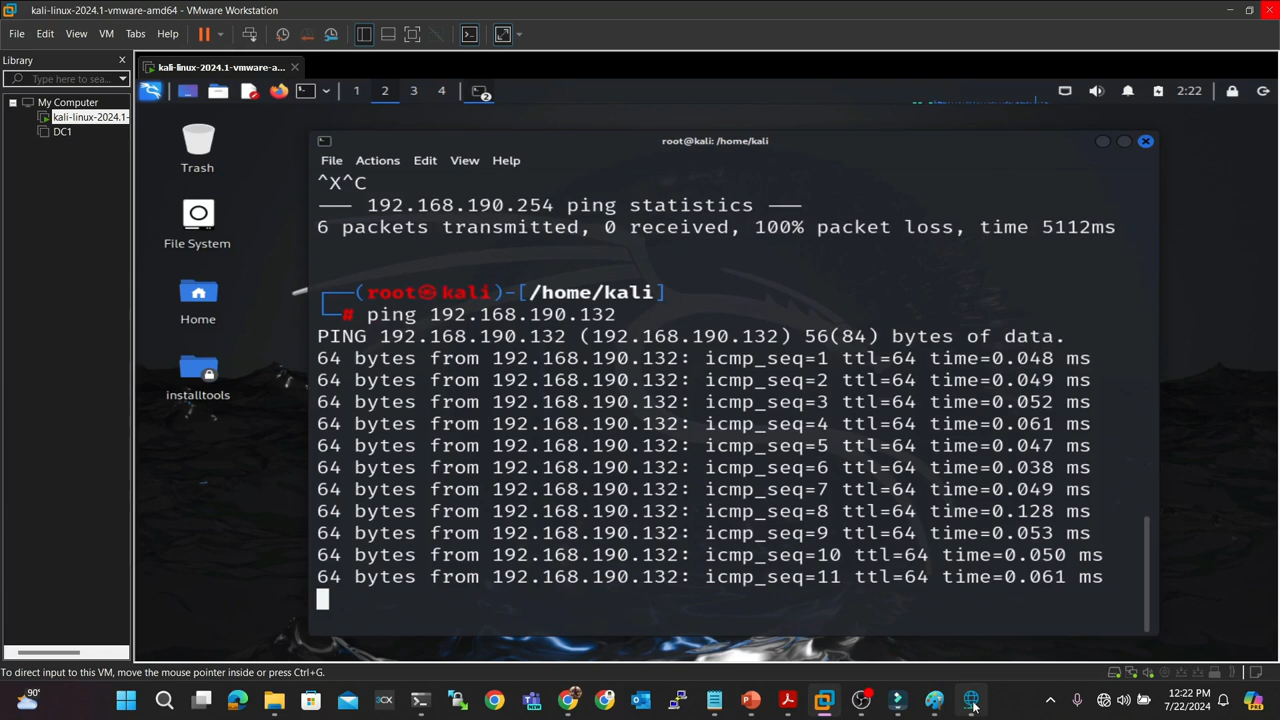 kali-linux-2024.1-vmware-amd64 - VMware Workstation
File Edit View VM Tabs Help
Library
Type here to sea...
My Computer
kali-linux-2024.1-
DC1
kali-linux-2024.1-vmware-a...
1 2 3 4
2
2:22
Trash
File System
Home
installtools
root@kali: /home/kali
File Actions Edit View Help
^X^C
— 192.168.190.254 ping statistics —
6 packets transmitted, 0 received, 100% packet loss, time 5112ms
(root㉿kali)-[/home/kali]
# ping 192.168.190.132
PING 192.168.190.132 (192.168.190.132) 56(84) bytes of data.
64 bytes from 192.168.190.132: icmp_seq=1 ttl=64 time=0.048 ms
64 bytes from 192.168.190.132: icmp_seq=2 ttl=64 time=0.049 ms
64 bytes from 192.168.190.132: icmp_seq=3 ttl=64 time=0.052 ms
64 bytes from 192.168.190.132: icmp_seq=4 ttl=64 time=0.061 ms
64 bytes from 192.168.190.132: icmp_seq=5 ttl=64 time=0.047 ms
64 bytes from 192.168.190.132: icmp_seq=6 ttl=64 time=0.038 ms
64 bytes from 192.168.190.132: icmp_seq=7 ttl=64 time=0.049 ms
64 bytes from 192.168.190.132: icmp_seq=8 ttl=64 time=0.128 ms
64 bytes from 192.168.190.132: icmp_seq=9 ttl=64 time=0.053 ms
64 bytes from 192.168.190.132: icmp_seq=10 ttl=64 time=0.050 ms
64 bytes from 192.168.190.132: icmp_seq=11 ttl=64 time=0.061 ms
To direct input to this VM, move the mouse pointer inside or press Ctrl+G.
90°
12:22 PM
7/22/2024